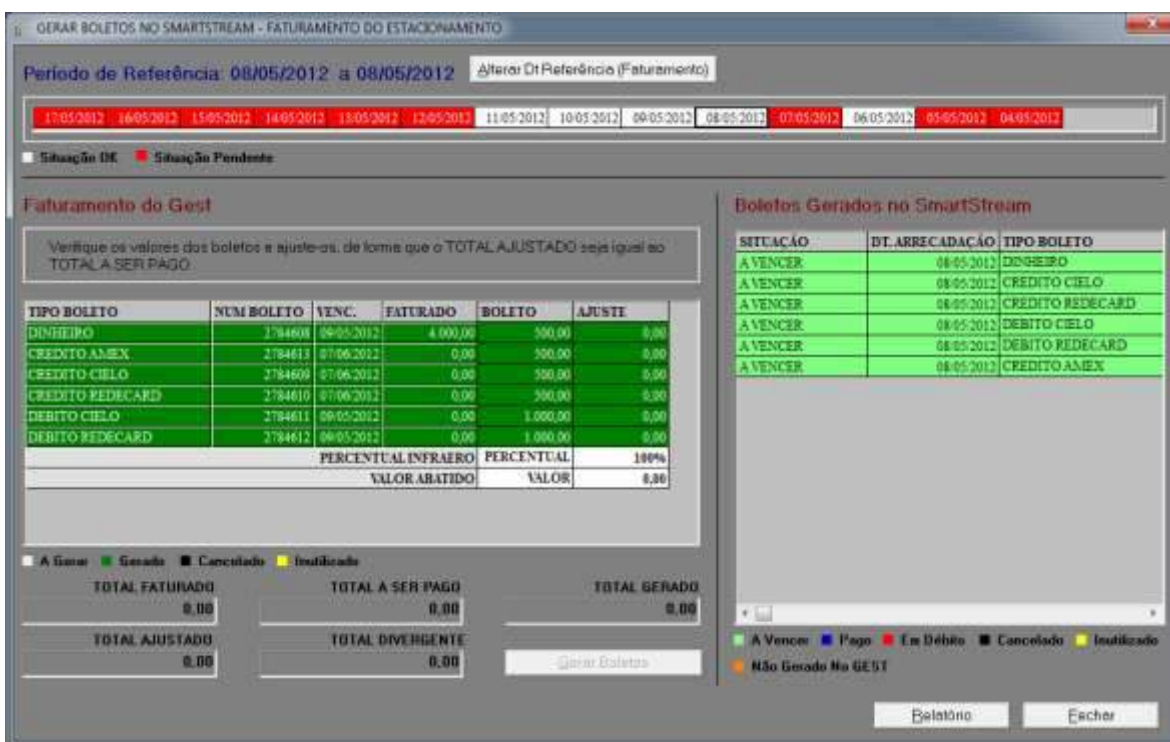 GERAR BOLETOS NO SMARTSTREAM - FATURAMENTO DO ESTACIONAMENTO
Período de Referência: 08/05/2012 a 08/05/2012 Alterar Dt Referência (Faturamento)
17/05/2012 16/05/2012 15/05/2012 14/05/2012 13/05/2012 12/05/2012 11/05/2012 10/05/2012 09/05/2012 08/05/2012 07/05/2012 06/05/2012 05/05/2012 04/05/2012
Situação OK Situação Pendente
Faturamento do Gest
Verifique os valores dos boletos e ajuste-os, de forma que o TOTAL AJUSTADO seja igual ao
TOTAL A SER PAGO
TIPO BOLETO NUM BOLETO VENC. FATURADO BOLETO AJUSTE
DINHEIRO 2784608 09/05/2012 4.000,00 500,00 0,00
CREDITO AMEX 2784613 07/06/2012 0,00 500,00 0,00
CREDITO CIELO 2784609 07/06/2012 0,00 500,00 0,00
CREDITO REDECARD 2784610 07/06/2012 0,00 500,00 0,00
DEBITO CIELO 2784611 09/05/2012 0,00 1.000,00 0,00
DEBITO REDECARD 2784612 09/05/2012 0,00 1.000,00 0,00
PERCENTUAL INFRAERO PERCENTUAL 100%
VALOR ABATIDO VALOR 0,00
A Gerar Gerado Cancelado Inutilizado
TOTAL FATURADO TOTAL A SER PAGO TOTAL GERADO
0,00 0,00 0,00
TOTAL AJUSTADO TOTAL DIVERGENTE
0,00 0,00 Gerar Boletos
Boletos Gerados no SmartStream
SITUAÇÃO DT. ARRECADAÇÃO TIPO BOLETO
A VENCER 08/05/2012 DINHEIRO
A VENCER 08/05/2012 CREDITO CIELO
A VENCER 08/05/2012 CREDITO REDECARD
A VENCER 08/05/2012 DEBITO CIELO
A VENCER 08/05/2012 DEBITO REDECARD
A VENCER 08/05/2012 CREDITO AMEX
A Vencer Pago Em Débito Cancelado Inutilizado
Não Gerado No GEST
Relatório Fechar